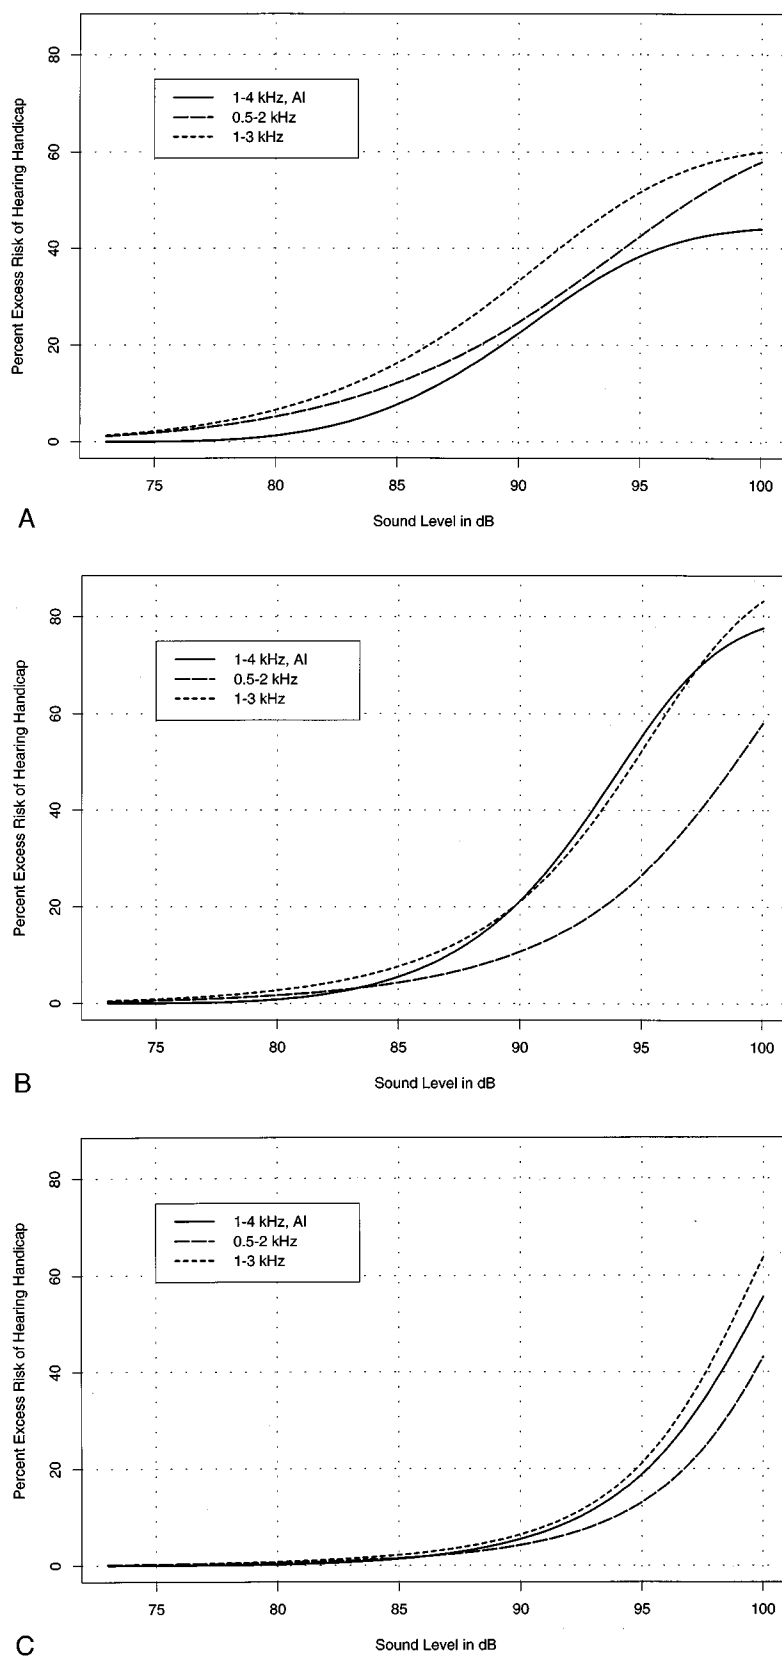 80
60
40
20
0
Percent Excess Risk of Hearing Handicap
1-4 kHz, AI
0.5-2 kHz
1-3 kHz
75 80 85 90 95 100
Sound Level in dB
A
80
60
40
20
0
Percent Excess Risk of Hearing Handicap
1-4 kHz, AI
0.5-2 kHz
1-3 kHz
75 80 85 90 95 100
Sound Level in dB
B
80
60
40
20
0
Percent Excess Risk of Hearing Handicap
1-4 kHz, AI
0.5-2 kHz
1-3 kHz
75 80 85 90 95 100
Sound Level in dB
C